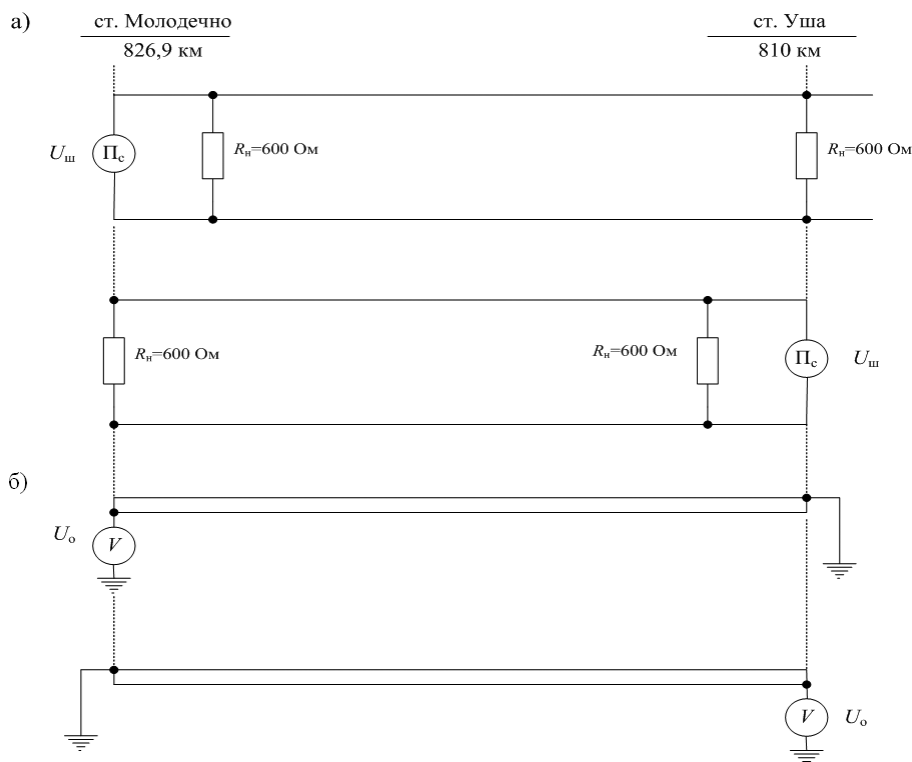 а)
ст. Молодечно
826,9 км
ст. Уша
810 км
Uш
Пс
Rн=600 Ом
Rн=600 Ом
Rн=600 Ом
Rн=600 Ом
Пс
Uш
б)
Uо
V
V
Uо